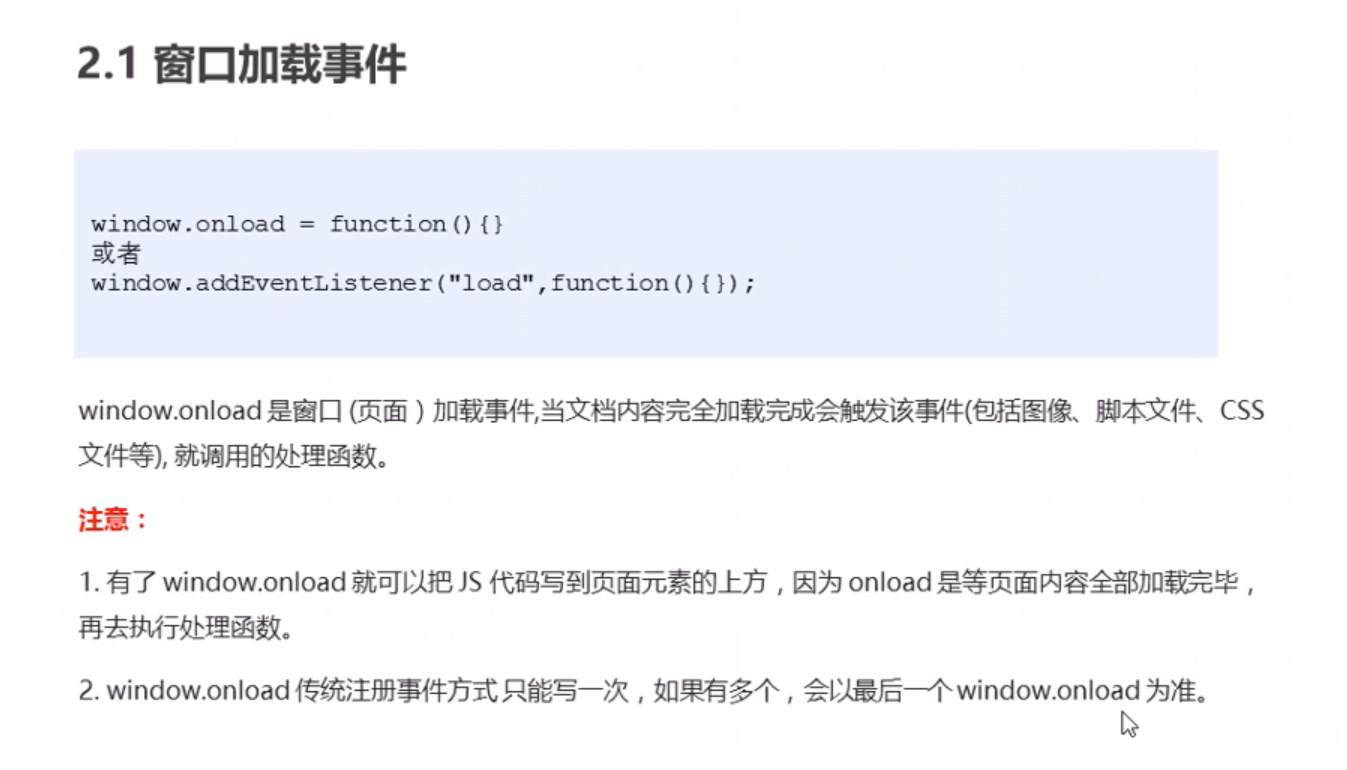 2.1 窗口加载事件
window.onload = function(){}
或者
window.addEventListener("load",function(){});
window.onload 是窗口 (页面）加载事件,当文档内容完全加载完成会触发该事件(包括图像、脚本文件、CSS
文件等), 就调用的处理函数。
注意：
1. 有了 window.onload 就可以把 JS 代码写到页面元素的上方，因为 onload 是等页面内容全部加载完毕，
再去执行处理函数。
2. window.onload 传统注册事件方式 只能写一次，如果有多个，会以最后一个 window.onload 为准。